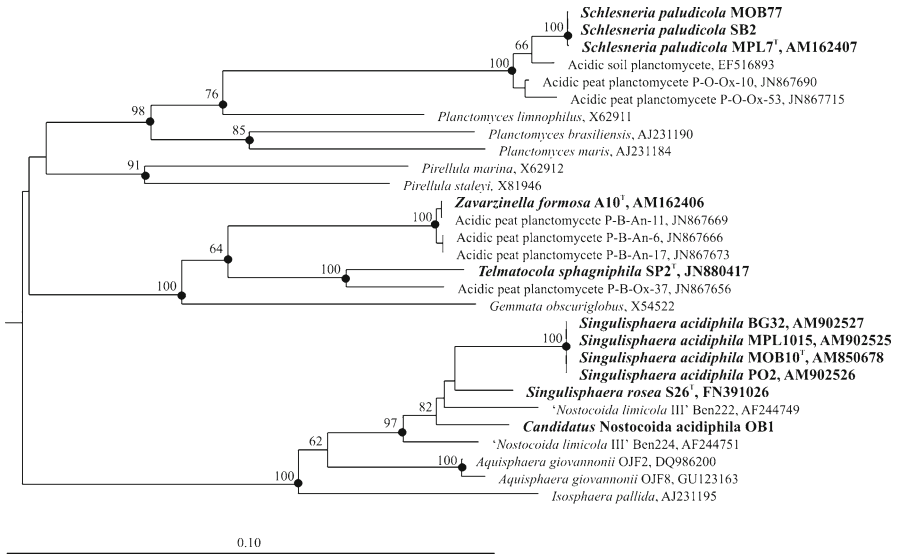 Schlesneria paludicola MOB77
100
Schlesneria paludicola SB2
66
Schlesneria paludicola MPL7ᵀ, AM162407
100
Acidic soil planctomycete, EF516893
Acidic peat planctomycete P-O-Ox-10, JN867690
76
Acidic peat planctomycete P-O-Ox-53, JN867715
98
Planctomyces limnophilus, X62911
85
Planctomyces brasiliensis, AJ231190
Planctomyces maris, AJ231184
91
Pirellula marina, X62912
Pirellula staleyi, X81946
Zavarzinella formosa A10ᵀ, AM162406
100
Acidic peat planctomycete P-B-An-11, JN867669
Acidic peat planctomycete P-B-An-6, JN867666
64
Acidic peat planctomycete P-B-An-17, JN867673
100
Telmatocola sphagniphila SP2ᵀ, JN880417
100
Acidic peat planctomycete P-B-Ox-37, JN867656
Gemmata obscuriglobus, X54522
Singulisphaera acidiphila BG32, AM902527
100
Singulisphaera acidiphila MPL1015, AM902525
Singulisphaera acidiphila MOB10ᵀ, AM850678
Singulisphaera acidiphila PO2, AM902526
Singulisphaera rosea S26ᵀ, FN391026
82
‘Nostocoida limicola III’ Ben222, AF244749
97
Candidatus Nostocoida acidiphila OB1
62
‘Nostocoida limicola III’ Ben224, AF244751
100
Aquisphaera giovannonii OJF2, DQ986200
100
Aquisphaera giovannonii OJF8, GU123163
Isosphaera pallida, AJ231195
0.10